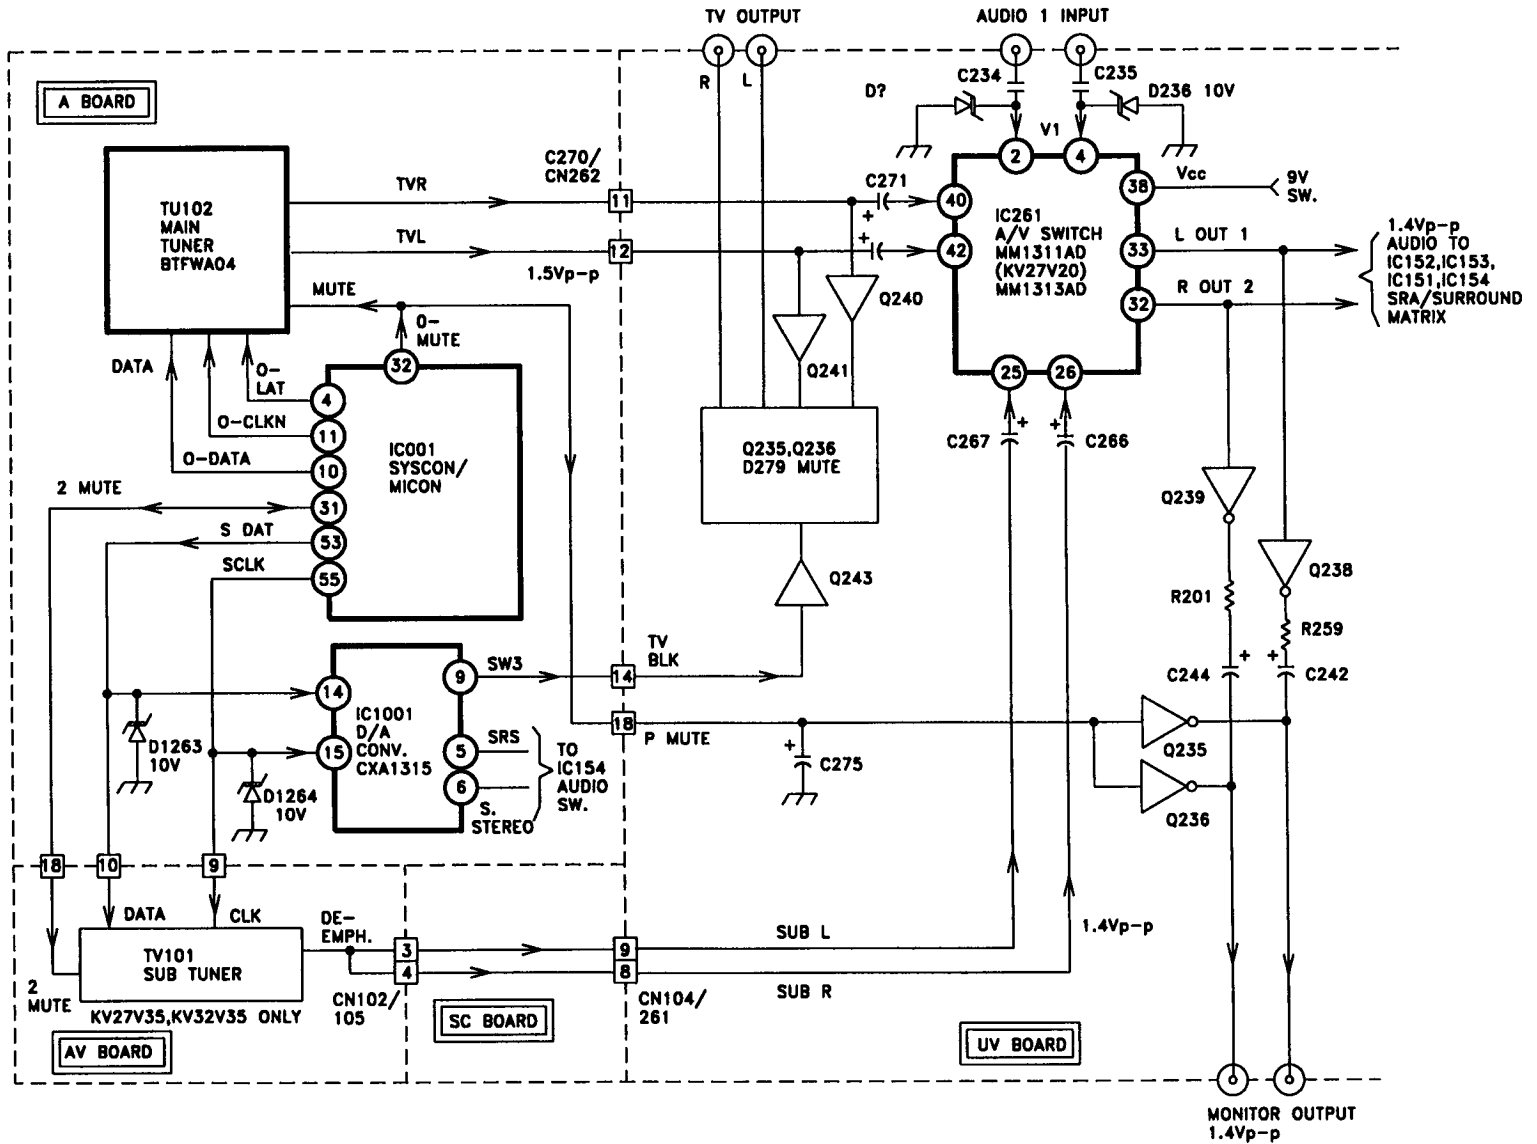 TV OUTPUT
AUDIO 1 INPUT
R
L
C234
C235
D?
D236 10V
V1
A BOARD
2
4
C270/
CN262
TVR
11
C271
+
40
38
Vcc
9V
SW.
TU102
MAIN
TUNER
BTFWA04
TVL
12
+
42
IC261
A/V SWITCH
MM1311AD
(KV27V20)
MM1313AD
33
L OUT 1
1.4Vp-p
AUDIO TO
IC152,IC153,
IC151,IC154
SRA/SURROUND
MATRIX
1.5Vp-p
MUTE
Q240
32
R OUT 2
O-
MUTE
Q241
DATA
O-
LAT
32
25
26
4
O-CLKN
11
IC001
SYSCON/
MICON
C267
+
+
C266
O-DATA
10
Q235,Q236
D279 MUTE
2 MUTE
31
Q239
S DAT
53
SCLK
55
Q243
Q238
R201
R259
SW3
9
14
TV
BLK
C244
+
+
C242
14
IC1001
D/A
CONV.
CXA1315
18
P MUTE
Q235
D1263
10V
15
5
SRS
TO
IC154
AUDIO
SW.
+
C275
D1264
10V
6
S.
STEREO
Q236
18
10
9
DATA
CLK
DE-
EMPH.
TV101
SUB TUNER
3
4
9
8
SUB L
SUB R
1.4Vp-p
2
MUTE
KV27V35,KV32V35 ONLY
CN102/
105
CN104/
261
SC BOARD
AV BOARD
UV BOARD
MONITOR OUTPUT
1.4Vp-p